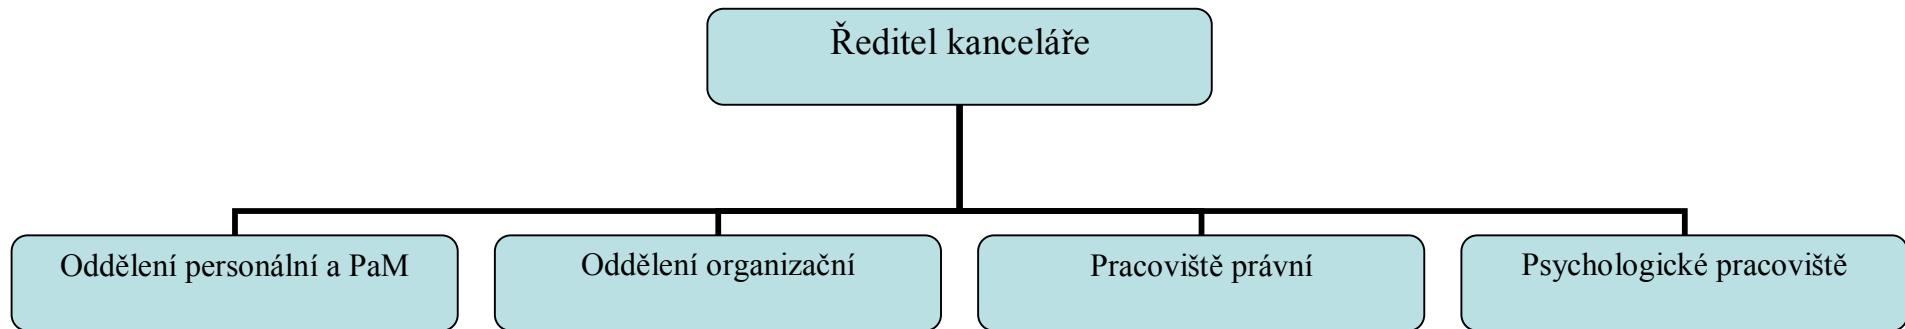 Ředitel kanceláře
Oddělení personální a PaM
Oddělení organizační
Pracoviště právní
Psychologické pracoviště